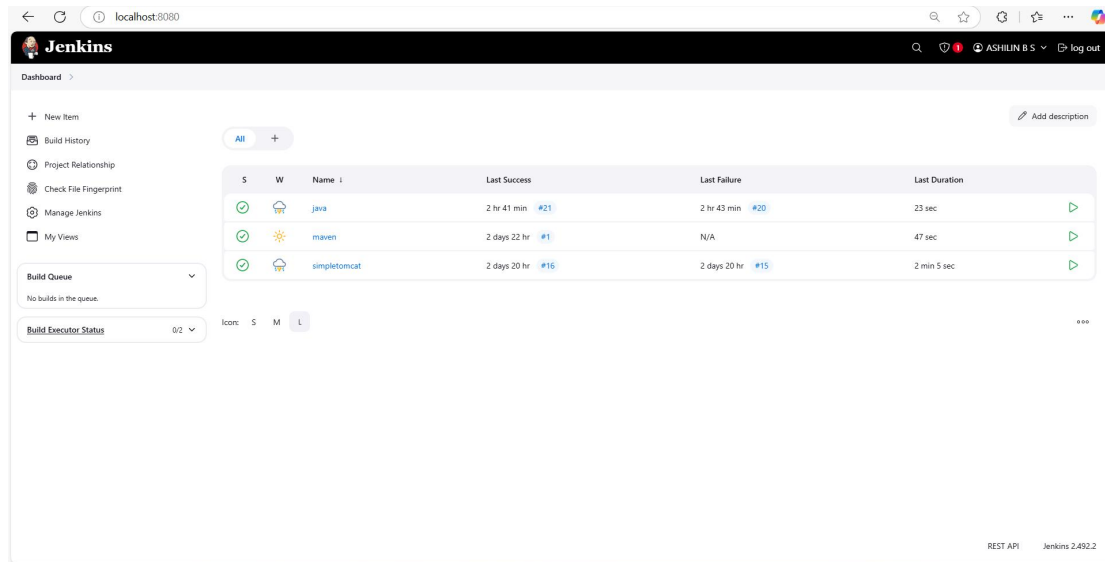 localhost:8080
Jenkins
1 ASHILIN B S log out
Dashboard >
New Item
Build History
Project Relationship
Check File Fingerprint
Manage Jenkins
My Views
Build Queue
No builds in the queue.
Build Executor Status 0/2
Add description
All +
S W Name ↓ Last Success Last Failure Last Duration
java 2 hr 41 min #21 2 hr 43 min #20 23 sec
maven 2 days 22 hr #1 N/A 47 sec
simpletomcat 2 days 20 hr #16 2 days 20 hr #15 2 min 5 sec
Icon: S M L
REST API Jenkins 2.492.2